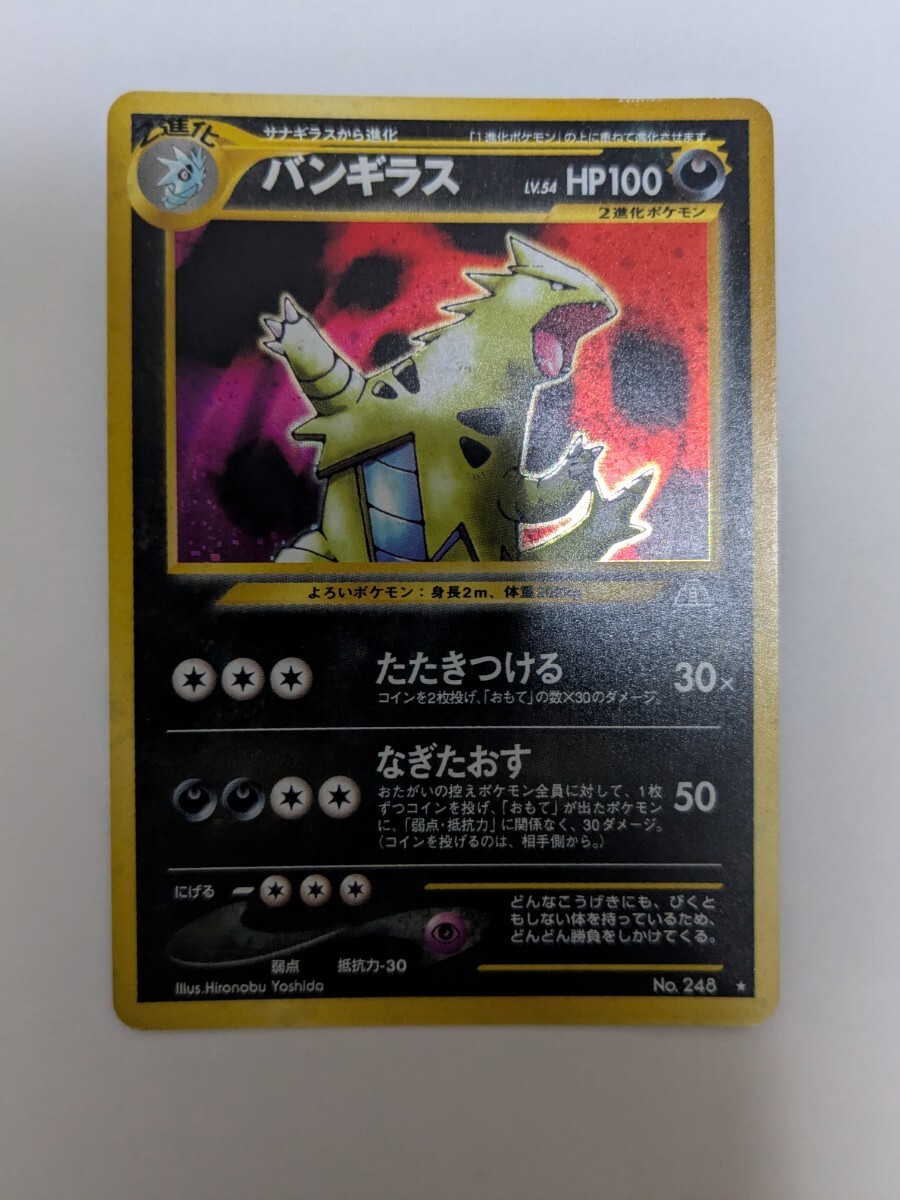 2進化
サナギラスから進化
「1進化ポケモン」の上に重ねて進化させます。
バンギラス
LV.54 HP100
2進化ポケモン
よろいポケモン：身長2m、体重202kg
たたきつける 30×
コインを2枚投げ、「おもて」の数×30のダメージ。
なぎたおす 50
おたがいの控えポケモン全員に対して、1枚
ずつコインを投げ、「おもて」が出たポケモン
に、「弱点・抵抗力」に関係なく、30ダメージ。
（コインを投げるのは、相手側から。）
にげる
どんなこうげきにも、びくと
もしない体を持っているため、
どんどん勝負をしかけてくる。
弱点 抵抗力-30
Illus.Hironobu Yoshida
No. 248 ★